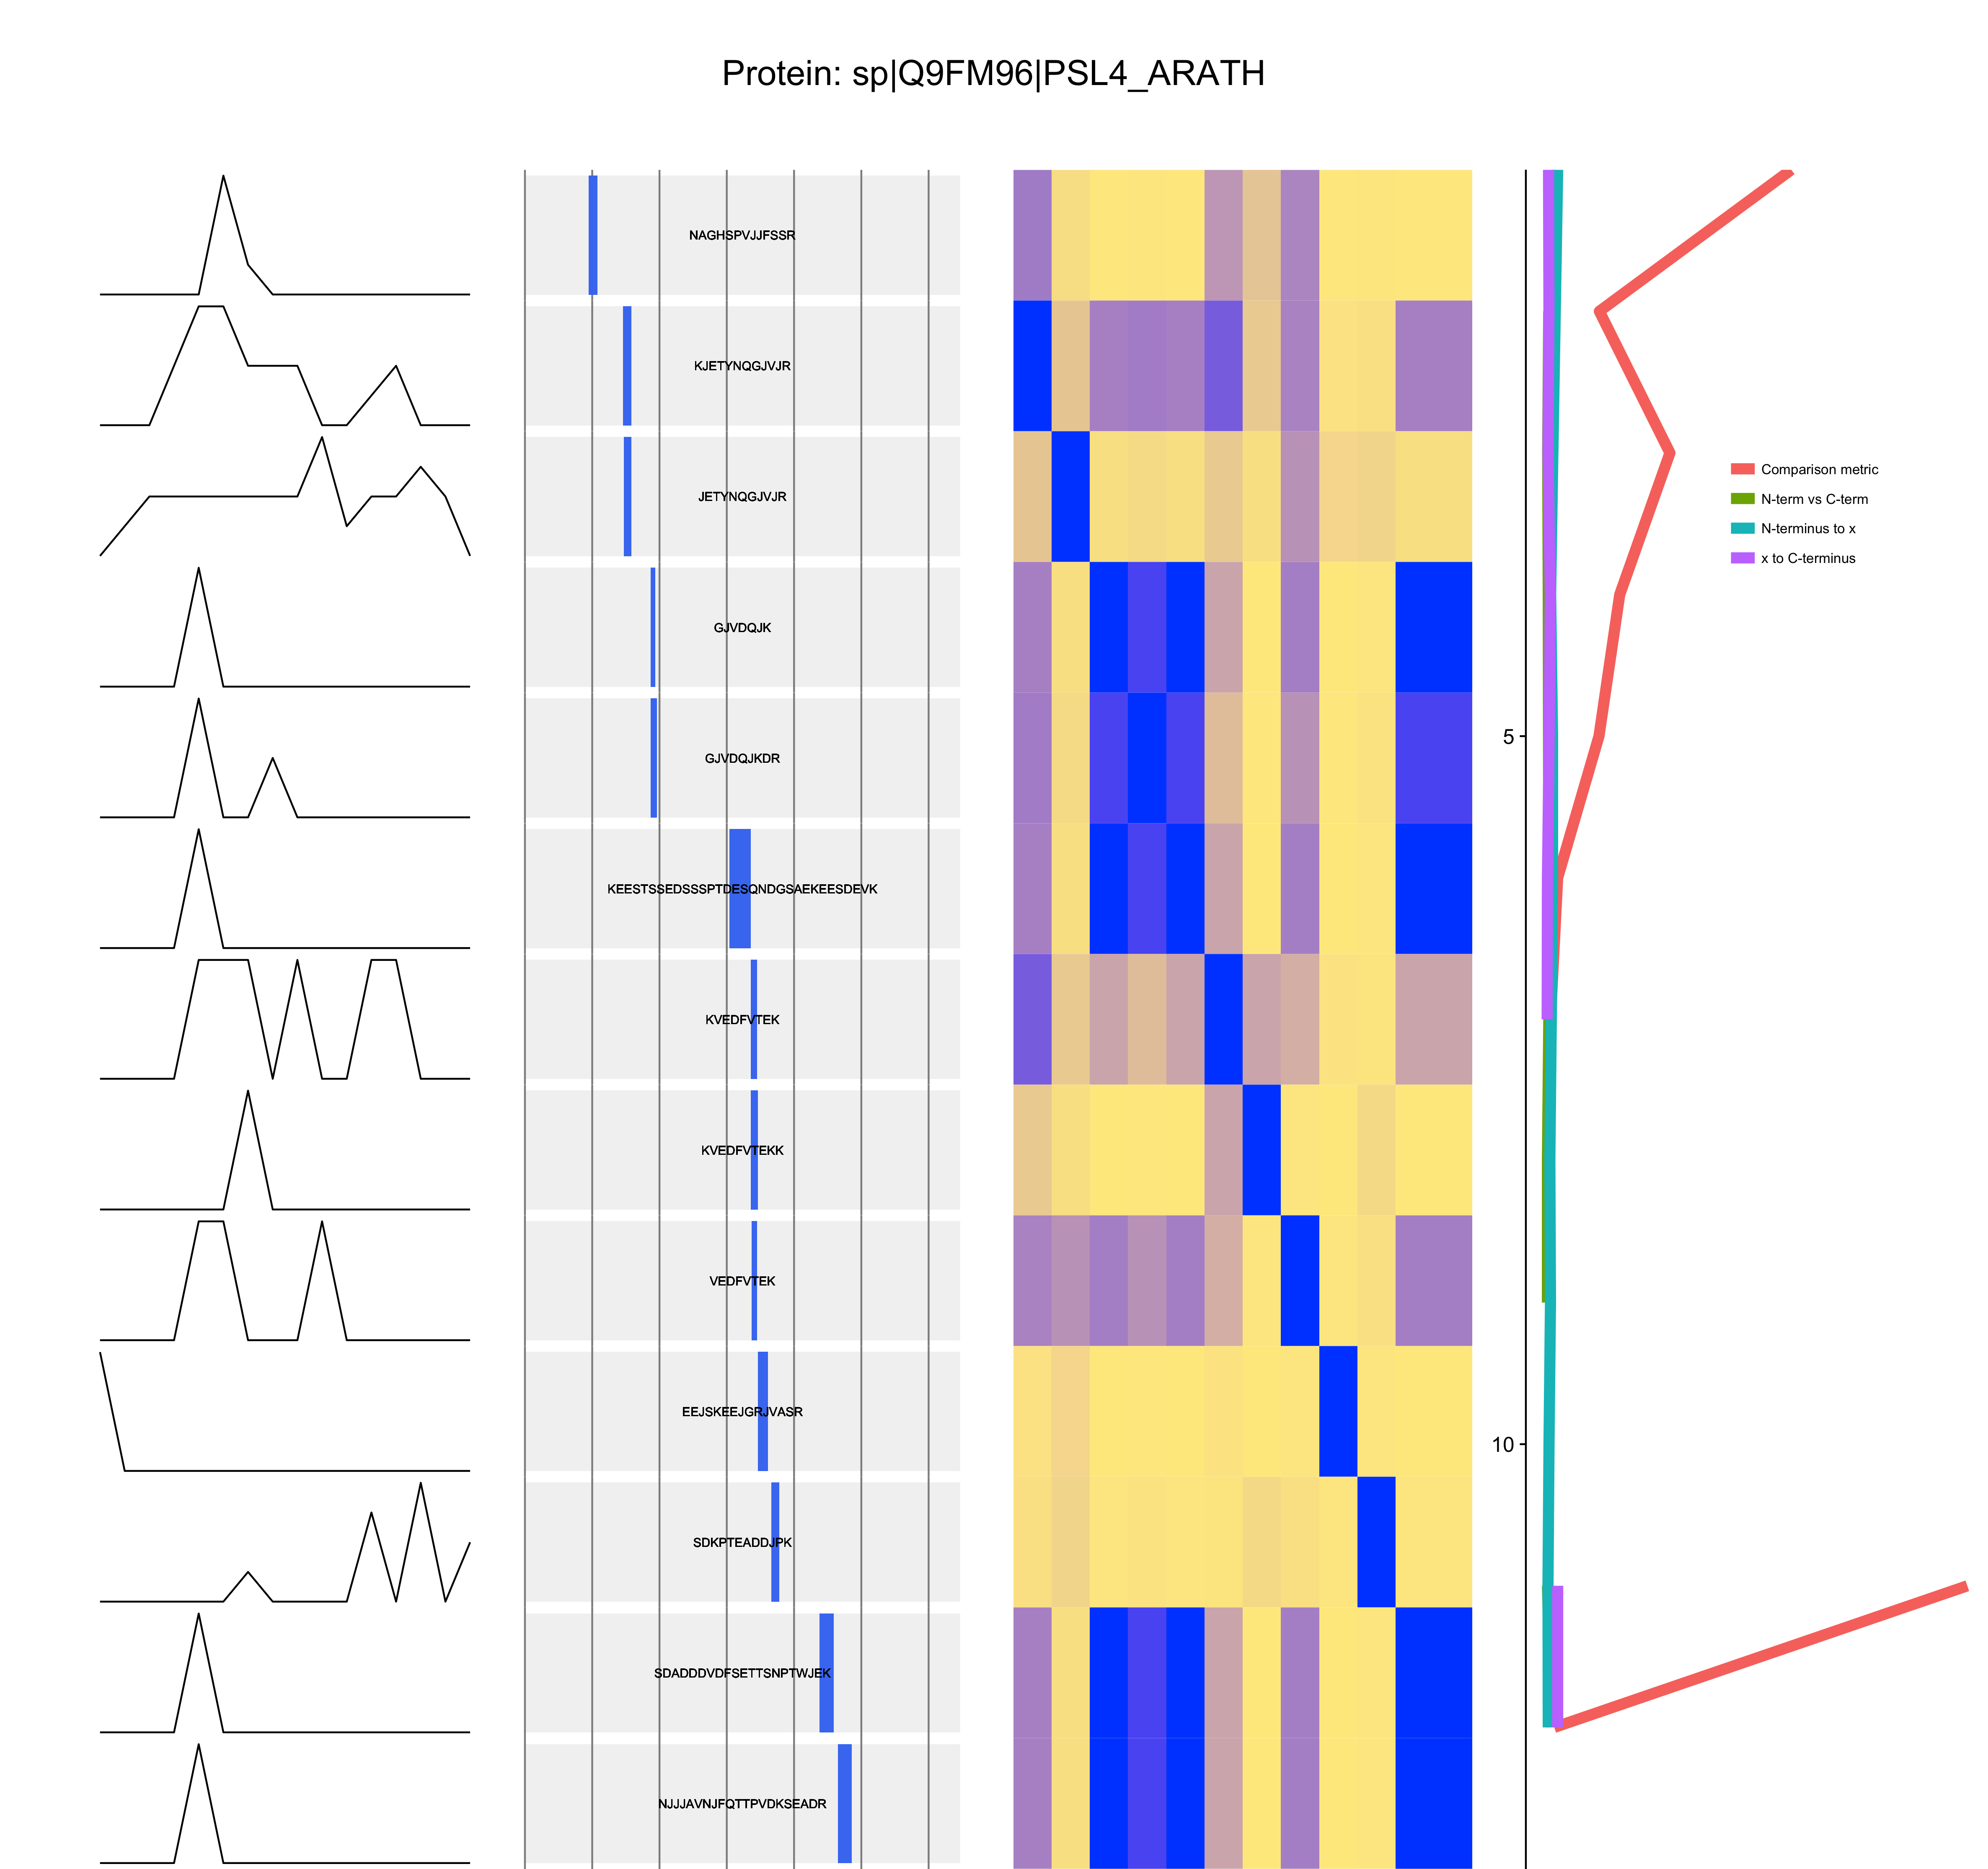 Protein: sp|Q9FM96|PSL4_ARATH
NAGHSPVJJFSSR
KJETYNQGJVJR
JETYNQGJVJR
Comparison metric
N-term vs C-term
N-terminus to x
x to C-terminus
GJVDQJK
5
GJVDQJKDR
KEESTSSEDSSSPTDESQNDGSAEKEESDEVK
KVEDFVTEK
KVEDFVTEKK
VEDFVTEK
EEJSKEEJGRJVASR
10
SDKPTEADDJPK
SDADDDVDFSETTSNPTWJEK
NJJJAVNJFQTTPVDKSEADR